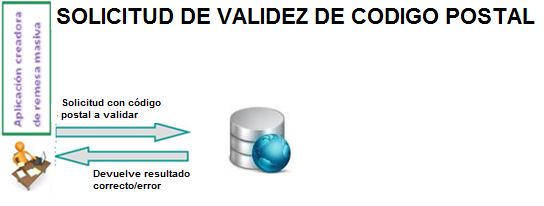 SOLICITUD DE VALIDEZ DE CODIGO POSTAL
Aplicación creadora
de remesa masiva
Solicitud con código
postal a validar
Devuelve resultado
correcto/error